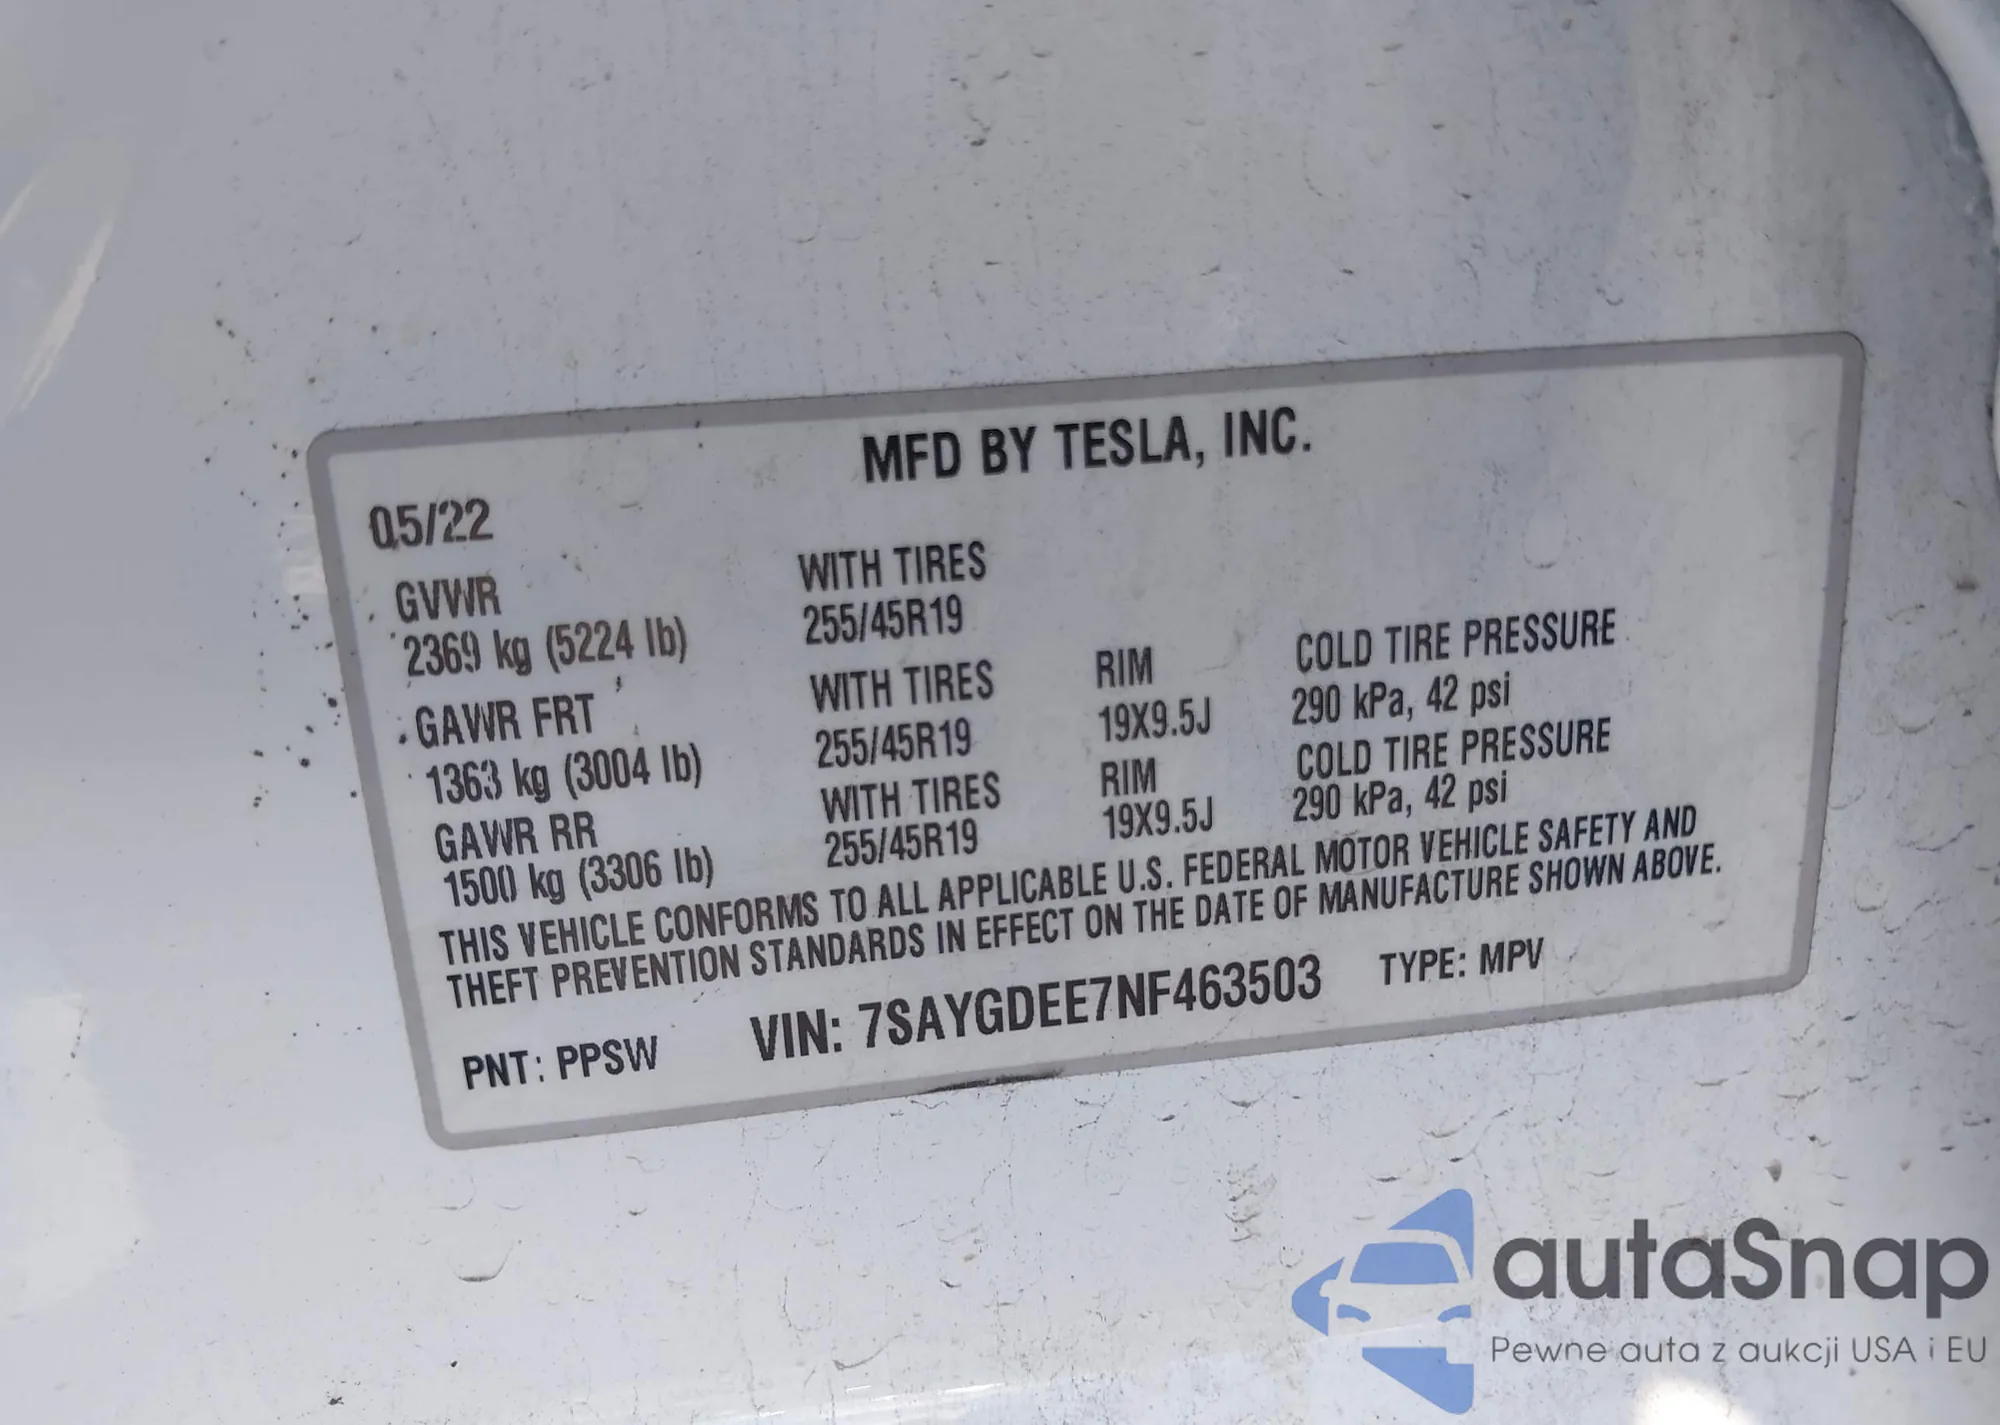 MFD BY TESLA, INC.
05/22
GVWR WITH TIRES
2369 kg (5224 lb) 255/45R19
GAWR FRT WITH TIRES RIM COLD TIRE PRESSURE
1363 kg (3004 lb) 255/45R19 19X9.5J 290 kPa, 42 psi
GAWR RR WITH TIRES RIM COLD TIRE PRESSURE
1500 kg (3306 lb) 255/45R19 19X9.5J 290 kPa, 42 psi
THIS VEHICLE CONFORMS TO ALL APPLICABLE U.S. FEDERAL MOTOR VEHICLE SAFETY AND
THEFT PREVENTION STANDARDS IN EFFECT ON THE DATE OF MANUFACTURE SHOWN ABOVE.
PNT: PPSW VIN: 7SAYGDEE7NF463503 TYPE: MPV
autaSnap
Pewne auta z aukcji USA i EU